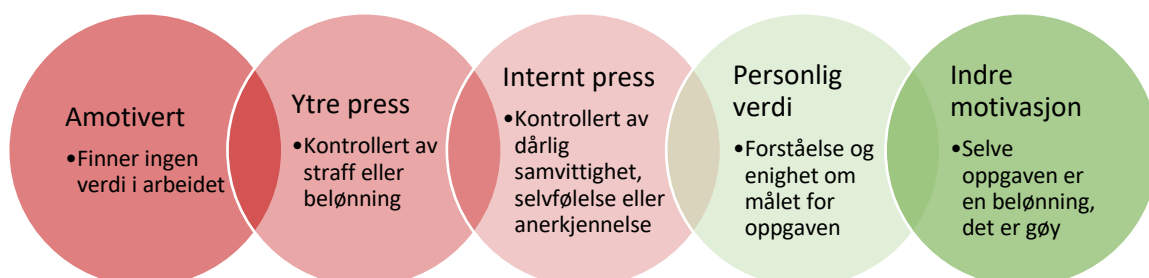 Amotivert
•Finner ingen
verdi i arbeidet
Ytre press
•Kontrollert av
straff eller
belønning
Internt press
•Kontrollert av
dårlig
samvittighet,
selvfølelse eller
anerkjennelse
Personlig
verdi
•Forståelse og
enighet om
målet for
oppgaven
Indre
motivasjon
•Selve
oppgaven er
en belønning,
det er gøy